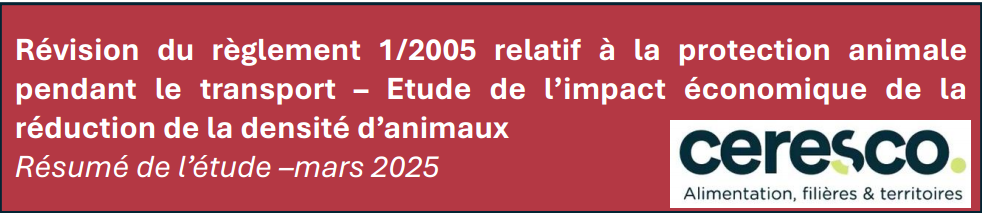 Révision du règlement 1/2005 relatif à la protection animale
pendant le transport – Etude de l’impact économique de la
réduction de la densité d’animaux
Résumé de l’étude –mars 2025
ceresco.
Alimentation, filières & territoires